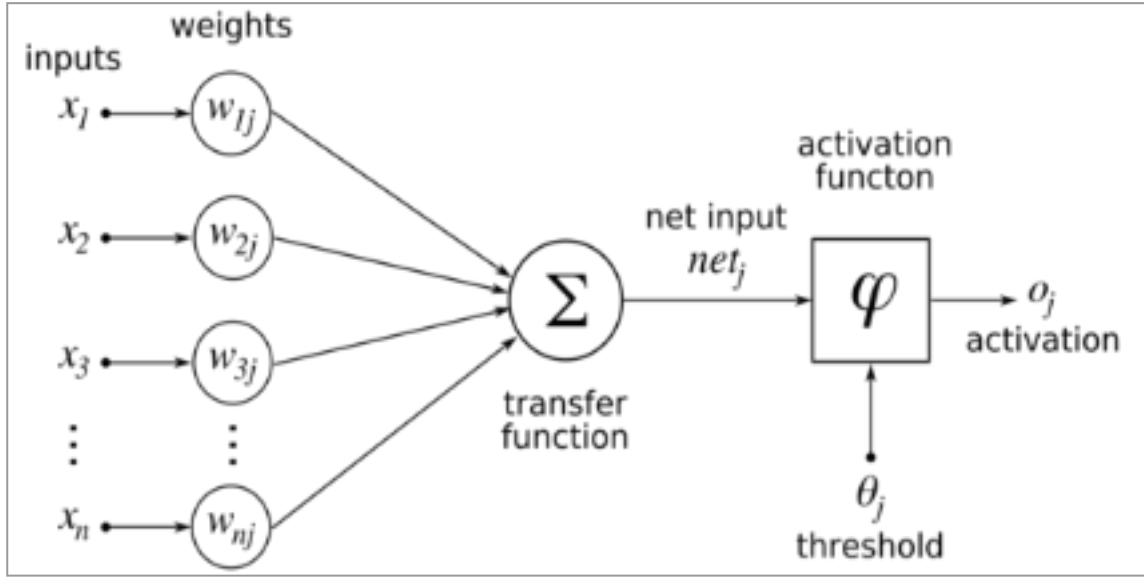 weights
inputs
x₁
w₁ⱼ
x₂
w₂ⱼ
x₃
w₃ⱼ
⋮
⋮
xₙ
wₙⱼ
Σ
transfer
function
net input
netⱼ
activation
functon
φ
oⱼ
activation
θⱼ
threshold